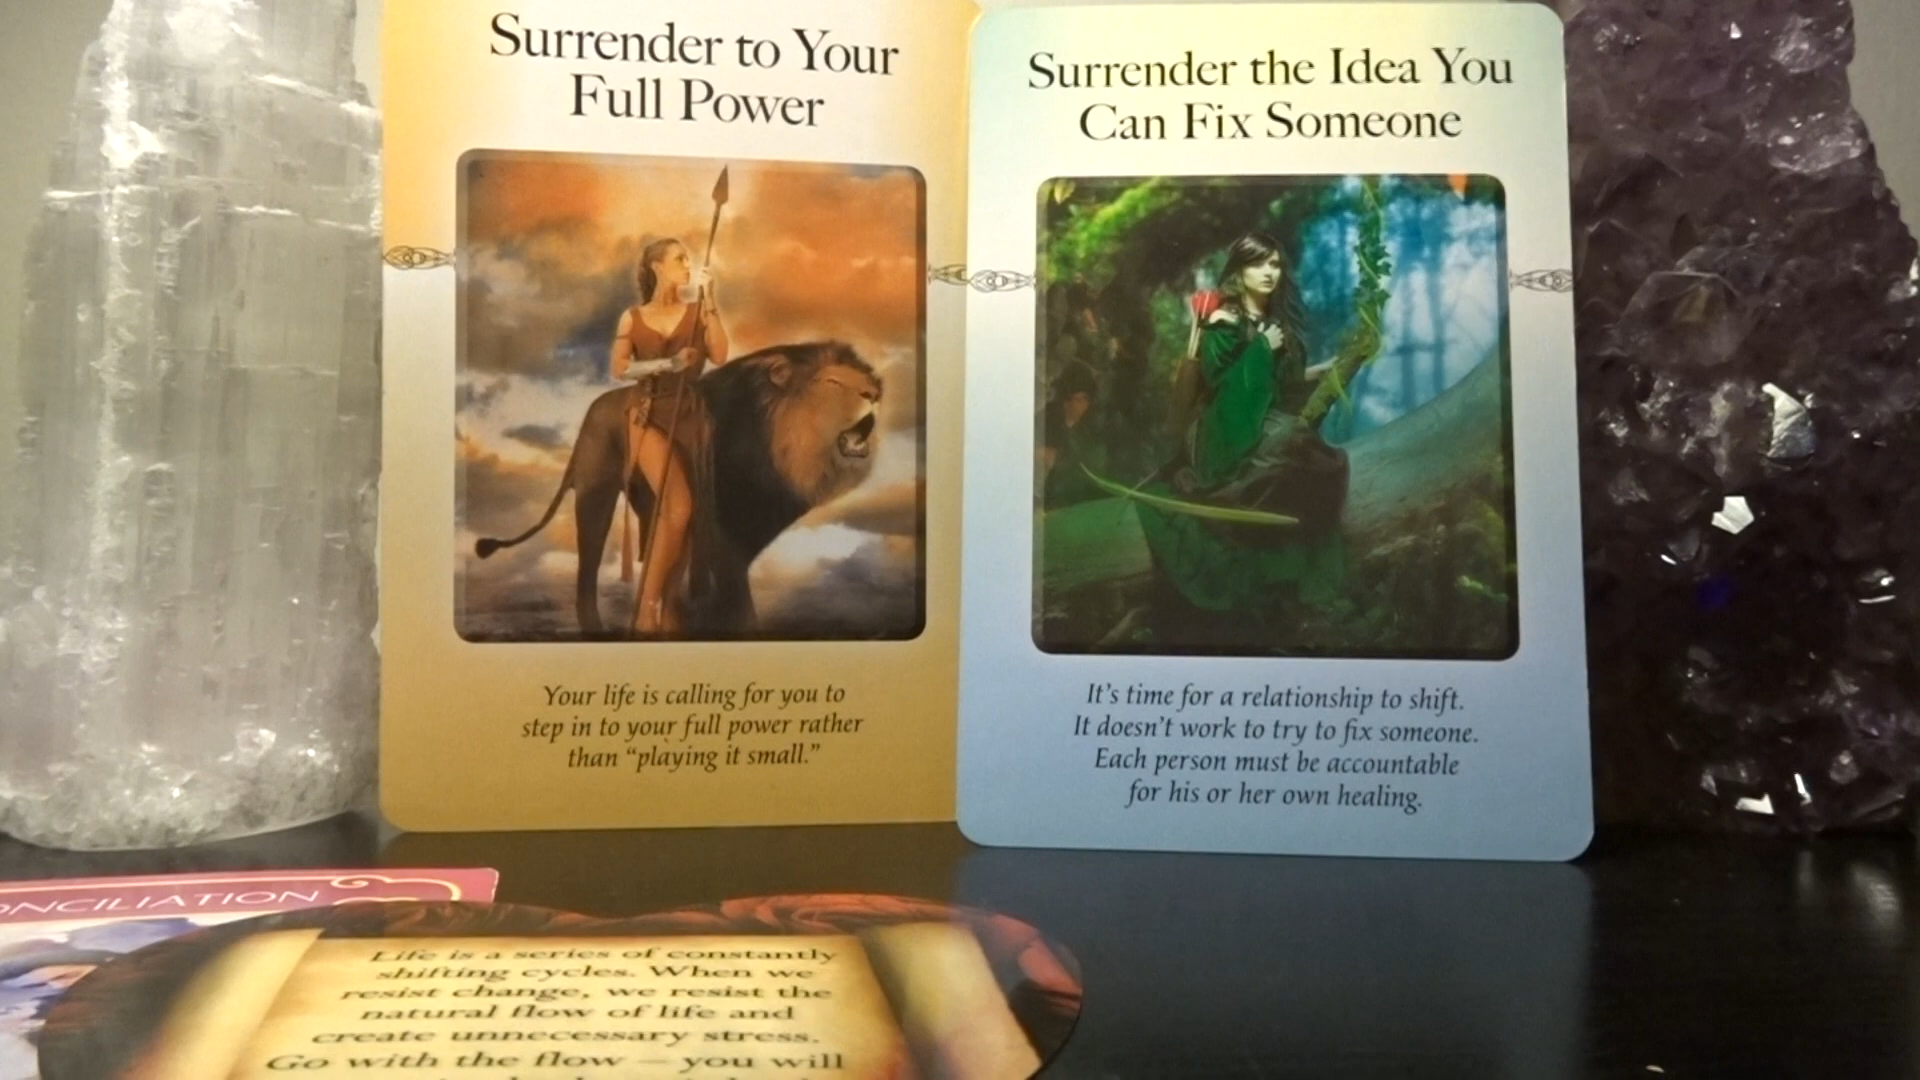 Surrender to Your
Full Power
Your life is calling for you to
step in to your full power rather
than “playing it small.”
Surrender the Idea You
Can Fix Someone
It’s time for a relationship to shift.
It doesn’t work to try to fix someone.
Each person must be accountable
for his or her own healing.
ONCILIATION
Life is a series of constantly
shifting cycles. When we
resist change, we resist the
natural flow of life and
create unnecessary stress.
Go with the flow — you will